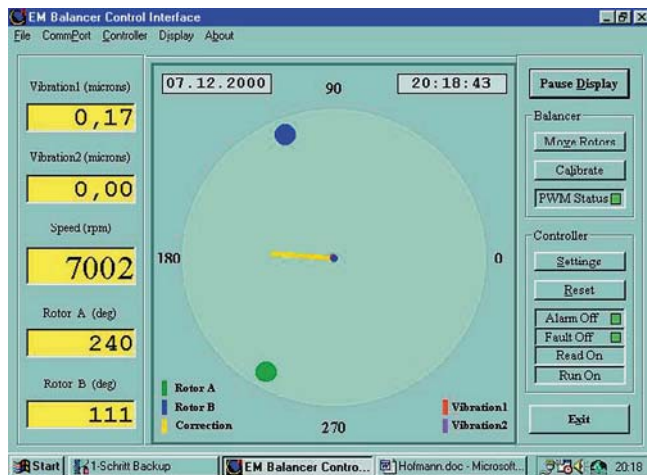 EM Balancer Control Interface
File CommPort Controller Display About
Vibration1 (microns)
0,17
Vibration2 (microns)
0,00
Speed (rpm)
7002
Rotor A (deg)
240
Rotor B (deg)
111
07.12.2000
20:18:43
90
180
0
270
Rotor A
Rotor B
Correction
Vibration1
Vibration2
Pause Display
Balancer
Move Rotors
Calibrate
PWM Status
Controller
Settings
Reset
Alarm Off
Fault Off
Read On
Run On
Exit
Start 1-Schritt Backup EM Balancer Contro... Hofmann.doc - Microsoft... 20:18